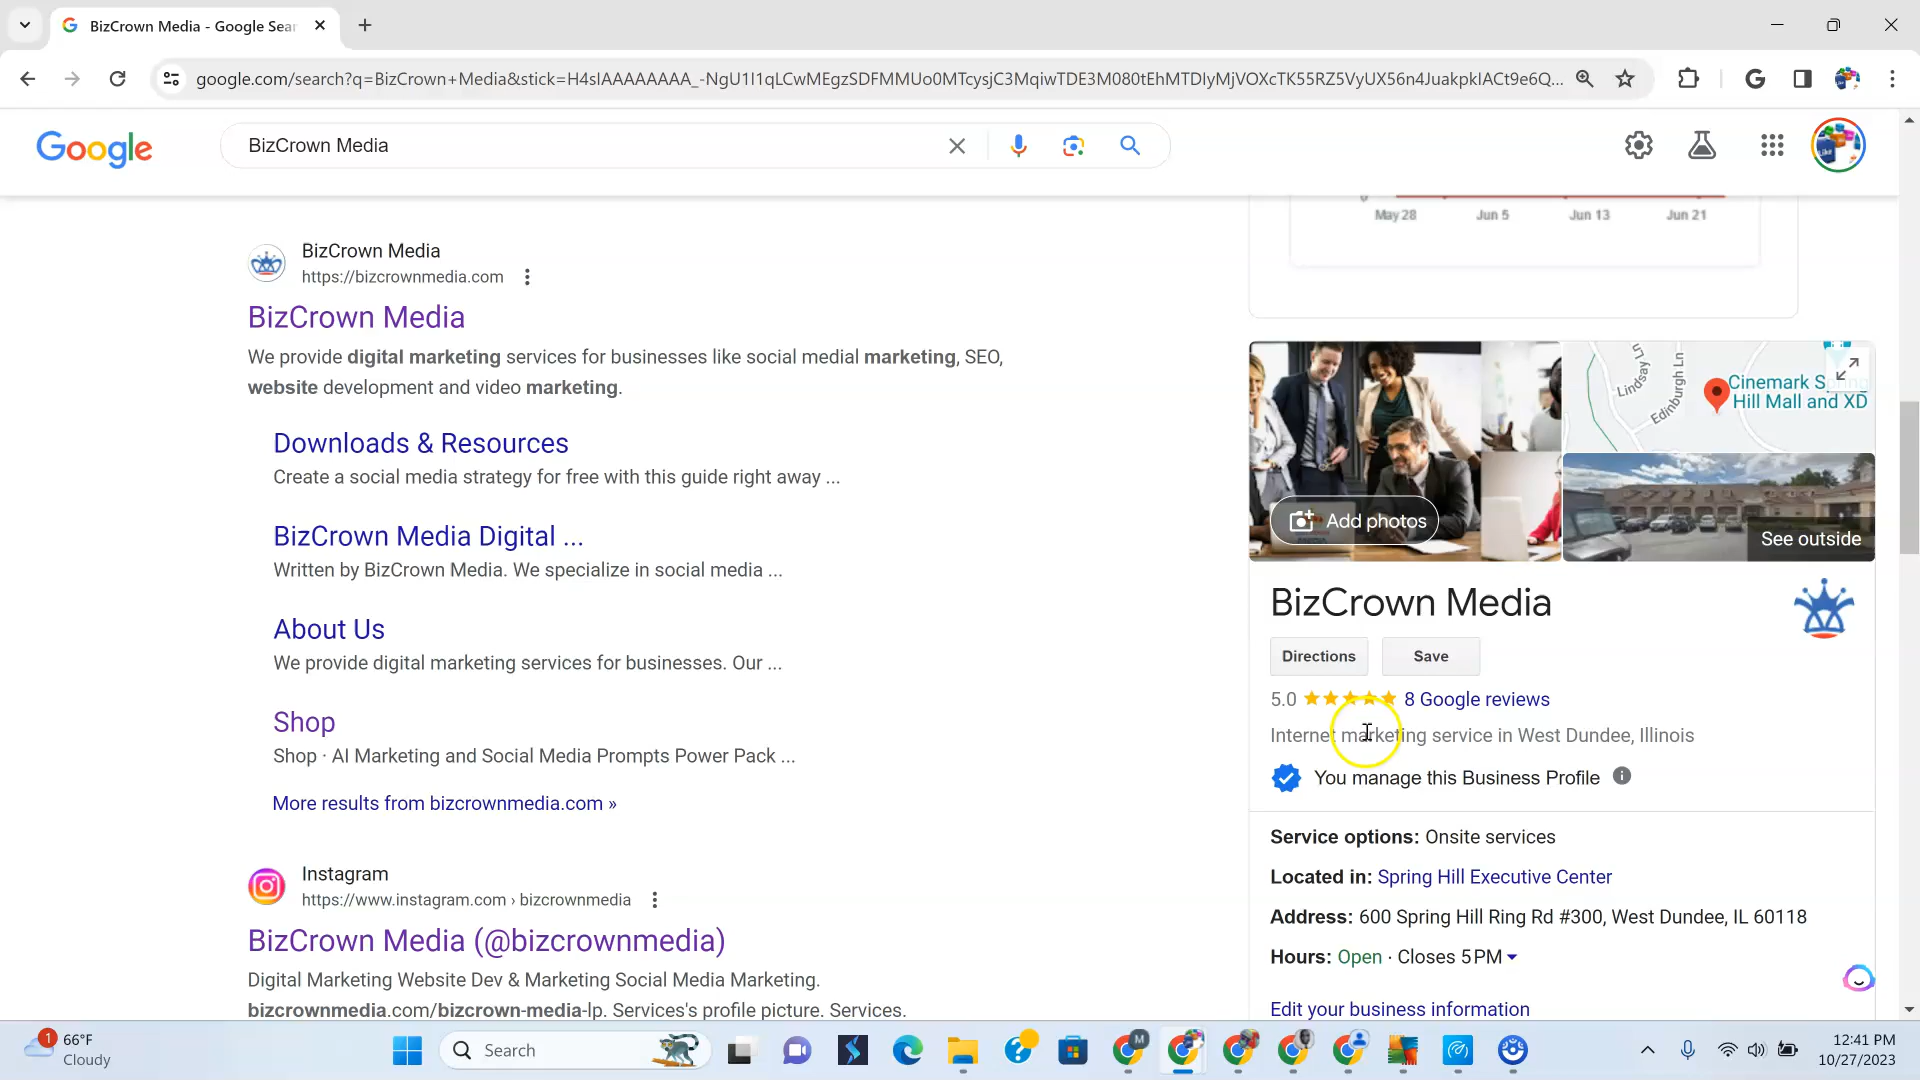 BizCrown Media - Google Sear
google.com/search?q=BizCrown+Media&stick=H4sIAAAAAAAA_-NgU1I1qLCwMEgzSDFMMUo0MTcysjC3MqiwTDE3M080tEhMTDIyMjVOXcTK55RZ5VyUX56n4JuakpkIACt9e6Q...
Google
BizCrown Media
May 28 Jun 5 Jun 13 Jun 21
BizCrown Media
https://bizcrownmedia.com
BizCrown Media
We provide digital marketing services for businesses like social medial marketing, SEO,
website development and video marketing.
Downloads & Resources
Create a social media strategy for free with this guide right away ...
BizCrown Media Digital ...
Written by BizCrown Media. We specialize in social media ...
About Us
We provide digital marketing services for businesses. Our ...
Shop
Shop · AI Marketing and Social Media Prompts Power Pack ...
More results from bizcrownmedia.com »
Instagram
https://www.instagram.com › bizcrownmedia
BizCrown Media (@bizcrownmedia)
Digital Marketing Website Dev & Marketing Social Media Marketing.
bizcrownmedia.com/bizcrown-media-lp. Services's profile picture. Services.
Lindsay
Edinburgh Ln
Cinemark Spring
Hill Mall and XD
Add photos
See outside
BizCrown Media
Directions
Save
5.0 8 Google reviews
Internet marketing service in West Dundee, Illinois
You manage this Business Profile
Service options: Onsite services
Located in: Spring Hill Executive Center
Address: 600 Spring Hill Ring Rd #300, West Dundee, IL 60118
Hours: Open · Closes 5 PM
Edit your business information
1
66°F
Cloudy
Search
M
12:41 PM
10/27/2023